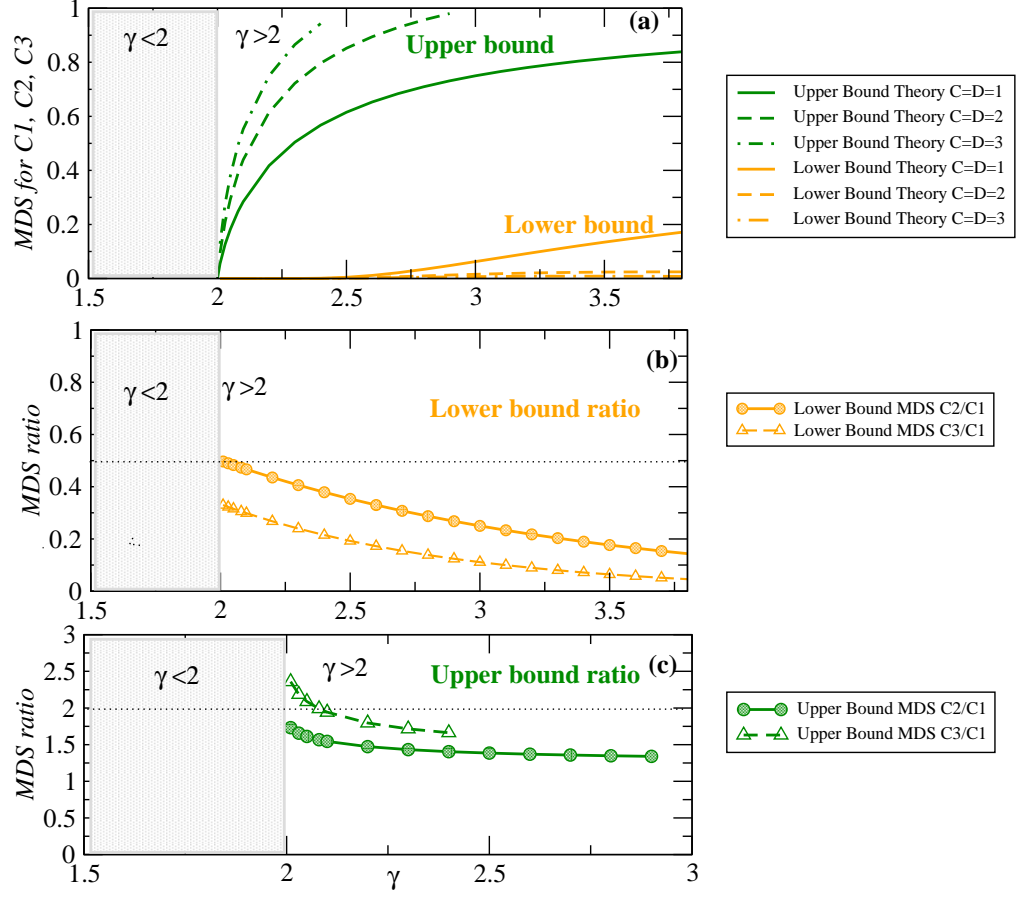 MDS for C1, C2, C3
1
0.8
0.6
0.4
0.2
0
γ<2
γ>2
(a)
Upper bound
Lower bound
1.5
2
2.5
3
3.5
Upper Bound Theory C=D=1
Upper Bound Theory C=D=2
Upper Bound Theory C=D=3
Lower Bound Theory C=D=1
Lower Bound Theory C=D=2
Lower Bound Theory C=D=3
MDS ratio
1
0.8
0.6
0.4
0.2
0
γ<2
γ>2
(b)
Lower bound ratio
1.5
2
2.5
3
3.5
Lower Bound MDS C2/C1
Lower Bound MDS C3/C1
MDS ratio
3
2.5
2
1.5
1
0.5
0
γ<2
γ>2
(c)
Upper bound ratio
1.5
2
2.5
3
γ
Upper Bound MDS C2/C1
Upper Bound MDS C3/C1